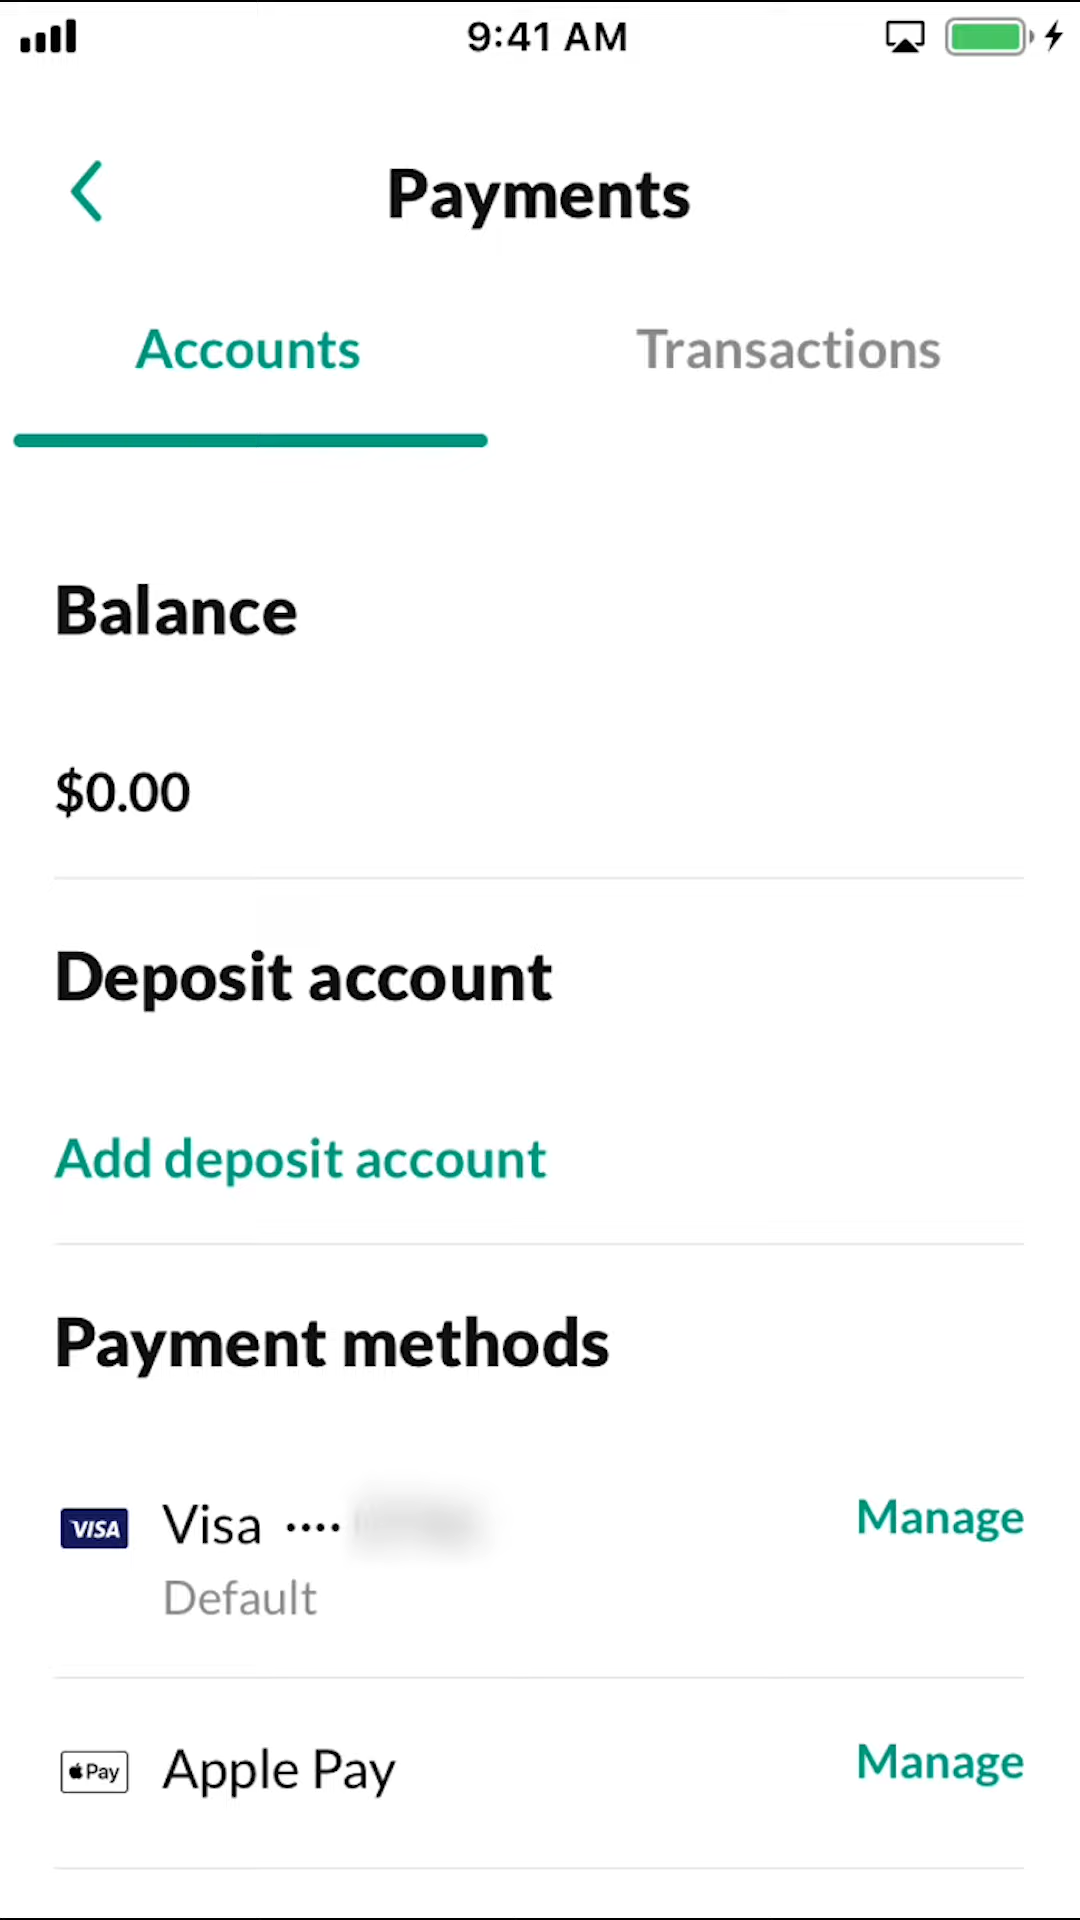 9:41 AM
Payments
Accounts
Transactions
Balance
$0.00
Deposit account
Add deposit account
Payment methods
VISA
Visa ····
Manage
Default
Pay
Apple Pay
Manage